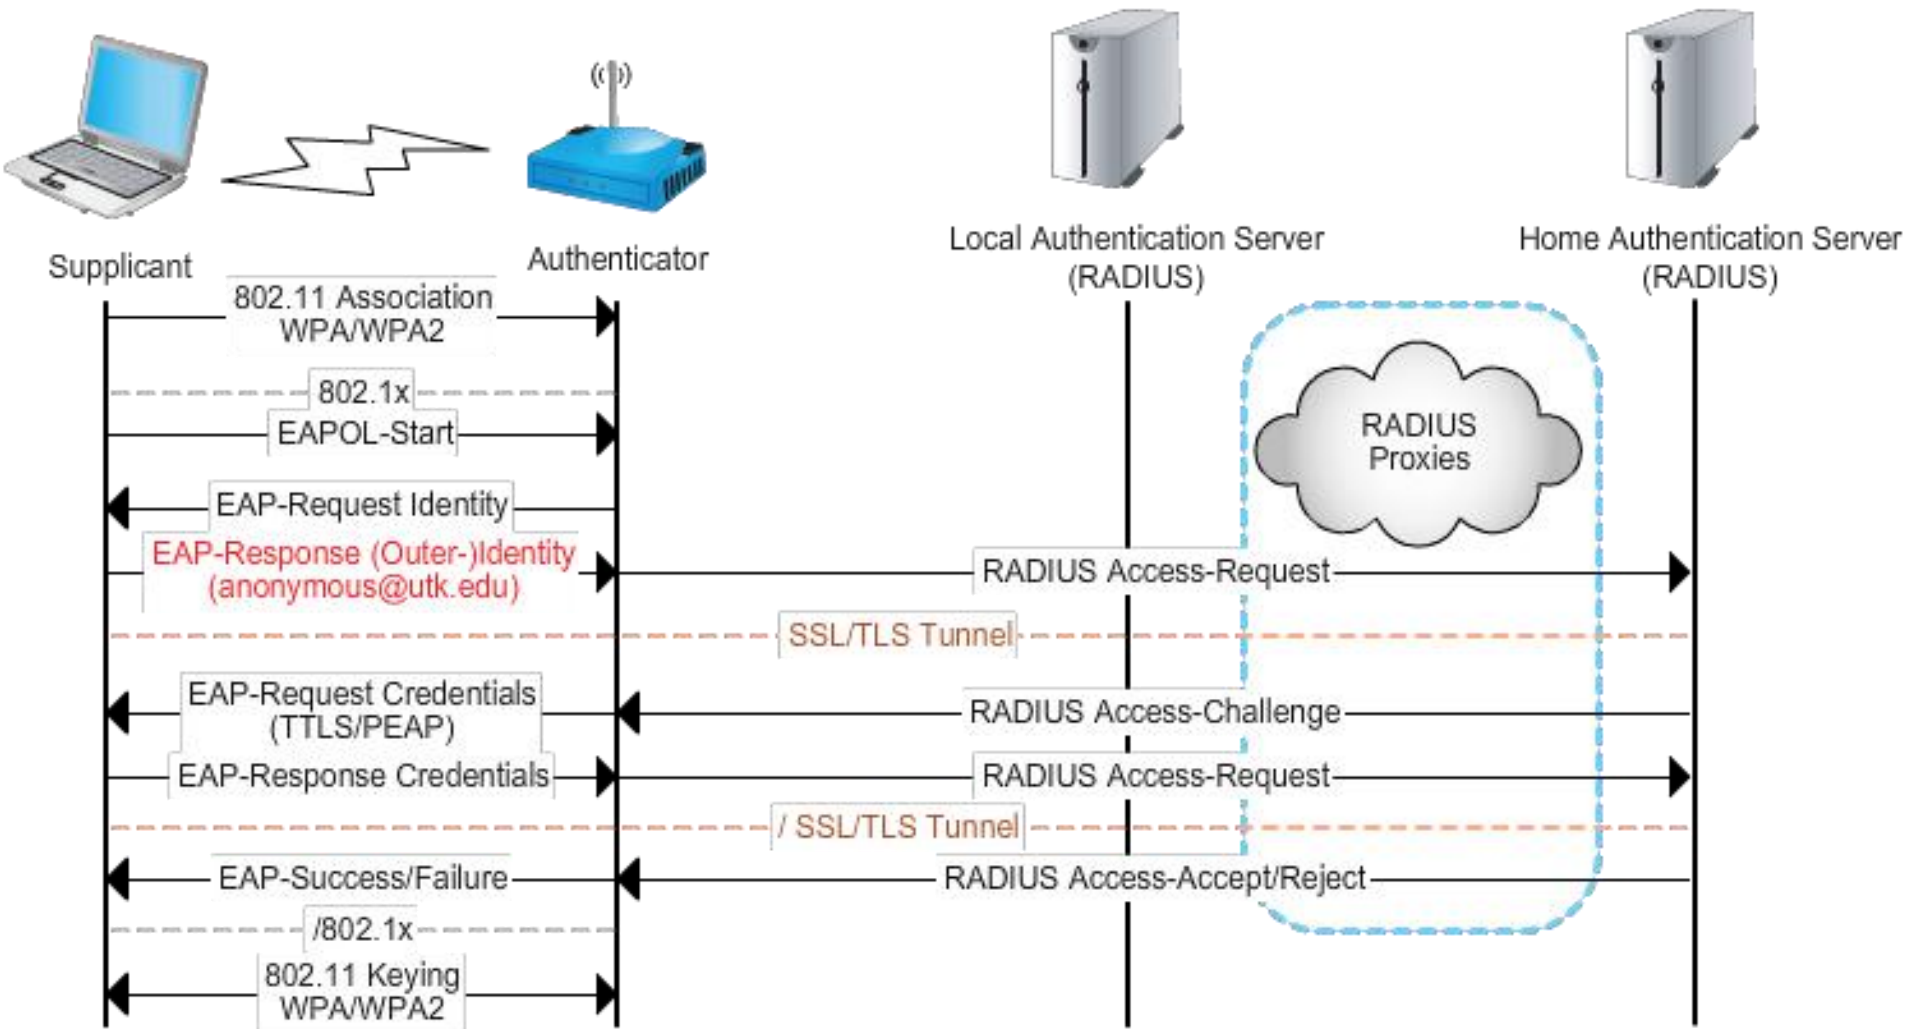 Supplicant
Authenticator
Local Authentication Server
(RADIUS)
Home Authentication Server
(RADIUS)
802.11 Association
WPA/WPA2
802.1x
EAPOL-Start
RADIUS
Proxies
EAP-Request Identity
EAP-Response (Outer-)Identity
(anonymous@utk.edu)
RADIUS Access-Request
SSL/TLS Tunnel
EAP-Request Credentials
(TTLS/PEAP)
RADIUS Access-Challenge
EAP-Response Credentials
RADIUS Access-Request
/ SSL/TLS Tunnel
EAP-Success/Failure
RADIUS Access-Accept/Reject
/802.1x
802.11 Keying
WPA/WPA2